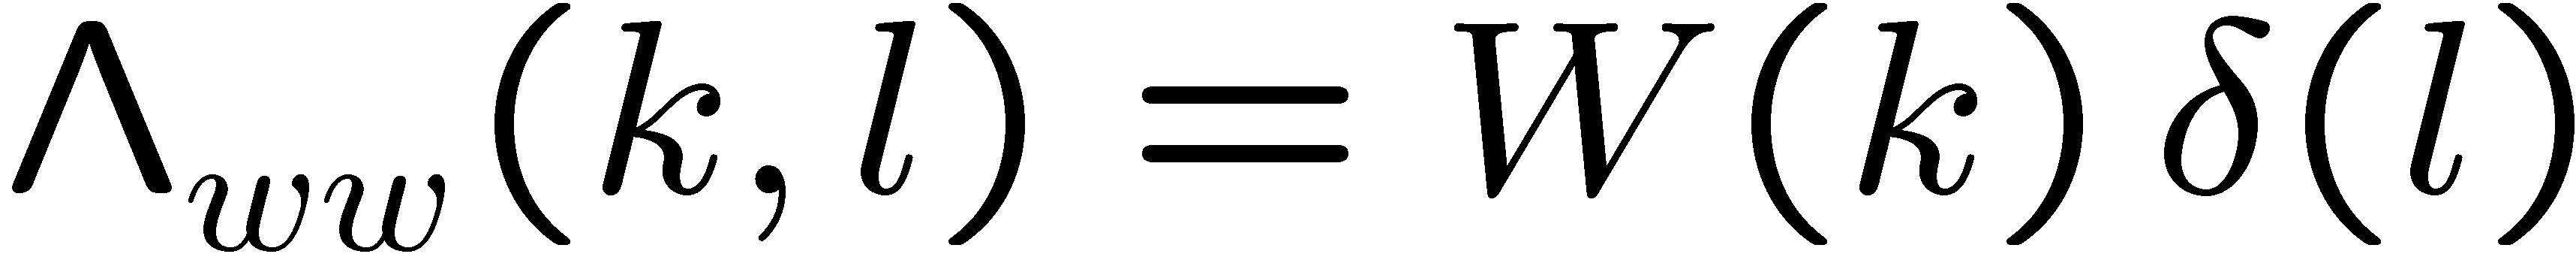 Λ_{ww}(k, l) = W(k) δ(l)